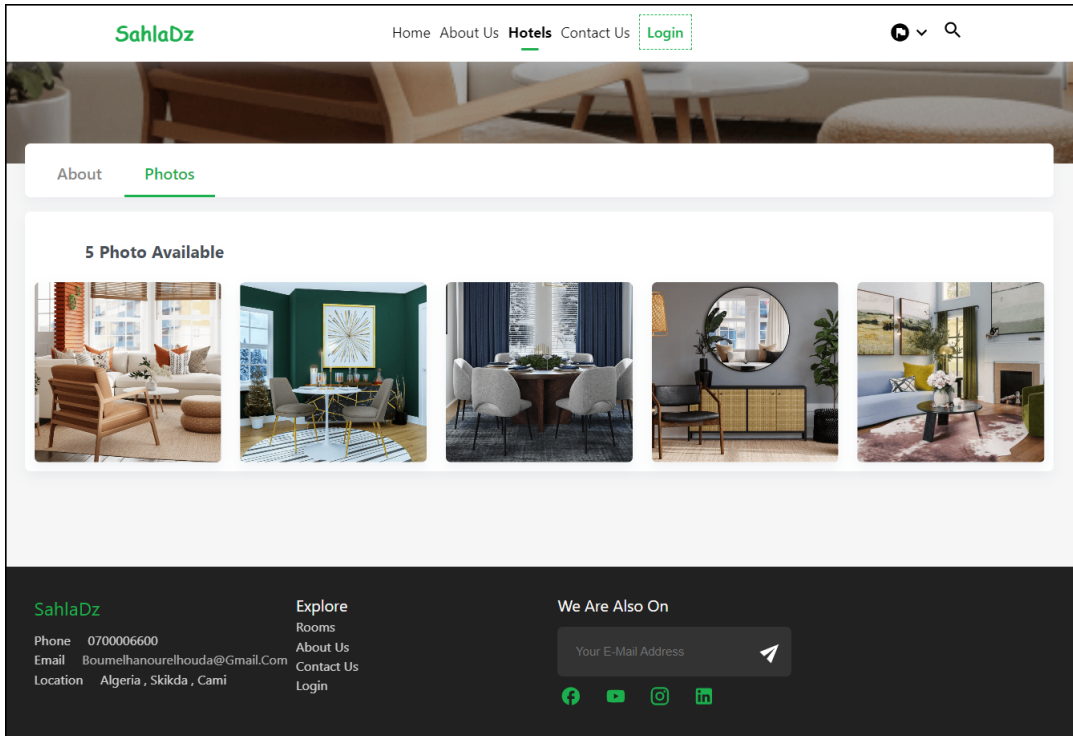 SahlaDz
Home About Us Hotels Contact Us Login
About Photos
5 Photo Available
SahlaDz
Phone 0700006600
Email Boumelhanourelhouda@Gmail.Com
Location Algeria , Skikda , Cami
Explore
Rooms
About Us
Contact Us
Login
We Are Also On
Your E-Mail Address